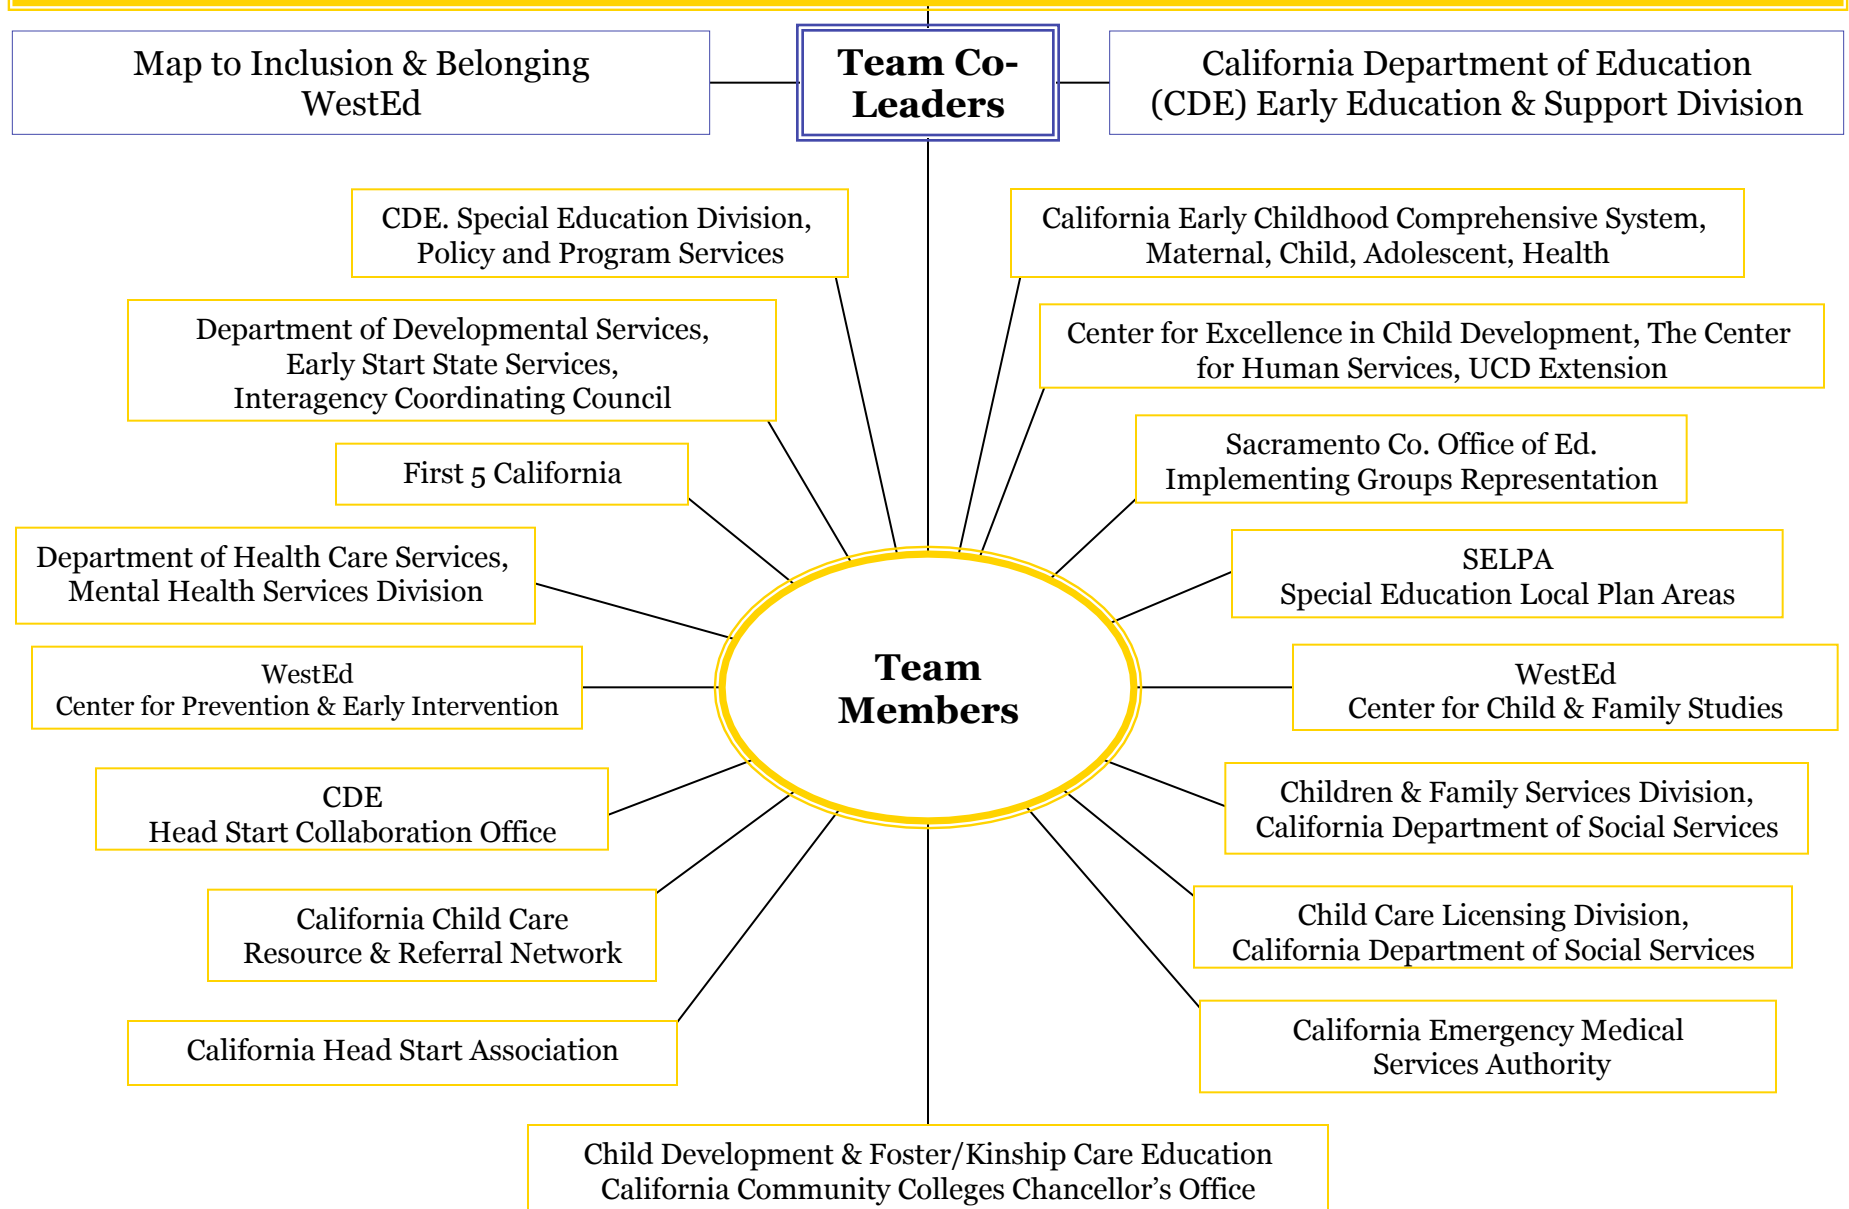 Map to Inclusion & Belonging
WestEd
Team Co-
Leaders
California Department of Education
(CDE) Early Education & Support Division
CDE. Special Education Division,
Policy and Program Services
California Early Childhood Comprehensive System,
Maternal, Child, Adolescent, Health
Department of Developmental Services,
Early Start State Services,
Interagency Coordinating Council
Center for Excellence in Child Development, The Center
for Human Services, UCD Extension
First 5 California
Sacramento Co. Office of Ed.
Implementing Groups Representation
Department of Health Care Services,
Mental Health Services Division
SELPA
Special Education Local Plan Areas
Team
Members
WestEd
Center for Prevention & Early Intervention
WestEd
Center for Child & Family Studies
CDE
Head Start Collaboration Office
Children & Family Services Division,
California Department of Social Services
California Child Care
Resource & Referral Network
Child Care Licensing Division,
California Department of Social Services
California Head Start Association
California Emergency Medical
Services Authority
Child Development & Foster/Kinship Care Education
California Community Colleges Chancellor’s Office